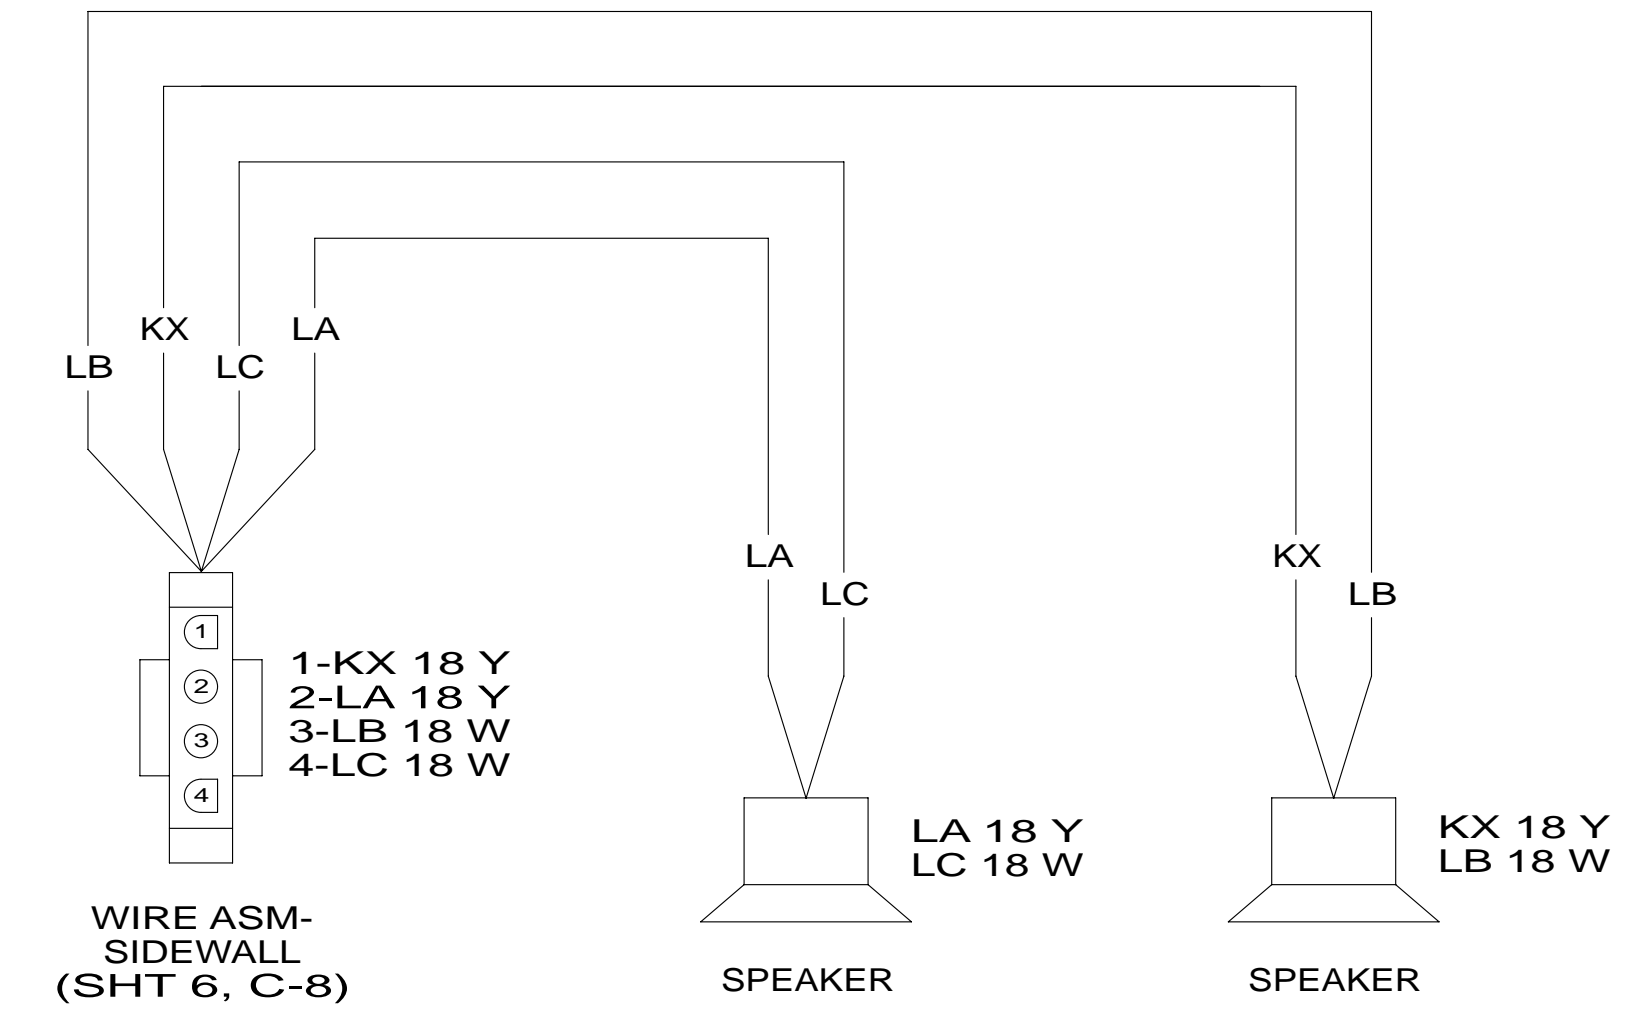 KX
LA
LB
LC
LA
KX
LC
LB
1
2
3
4
1-KX 18 Y
2-LA 18 Y
3-LB 18 W
4-LC 18 W
LA 18 Y
LC 18 W
KX 18 Y
LB 18 W
WIRE ASM-
SIDEWALL
(SHT 6, C-8)
SPEAKER
SPEAKER